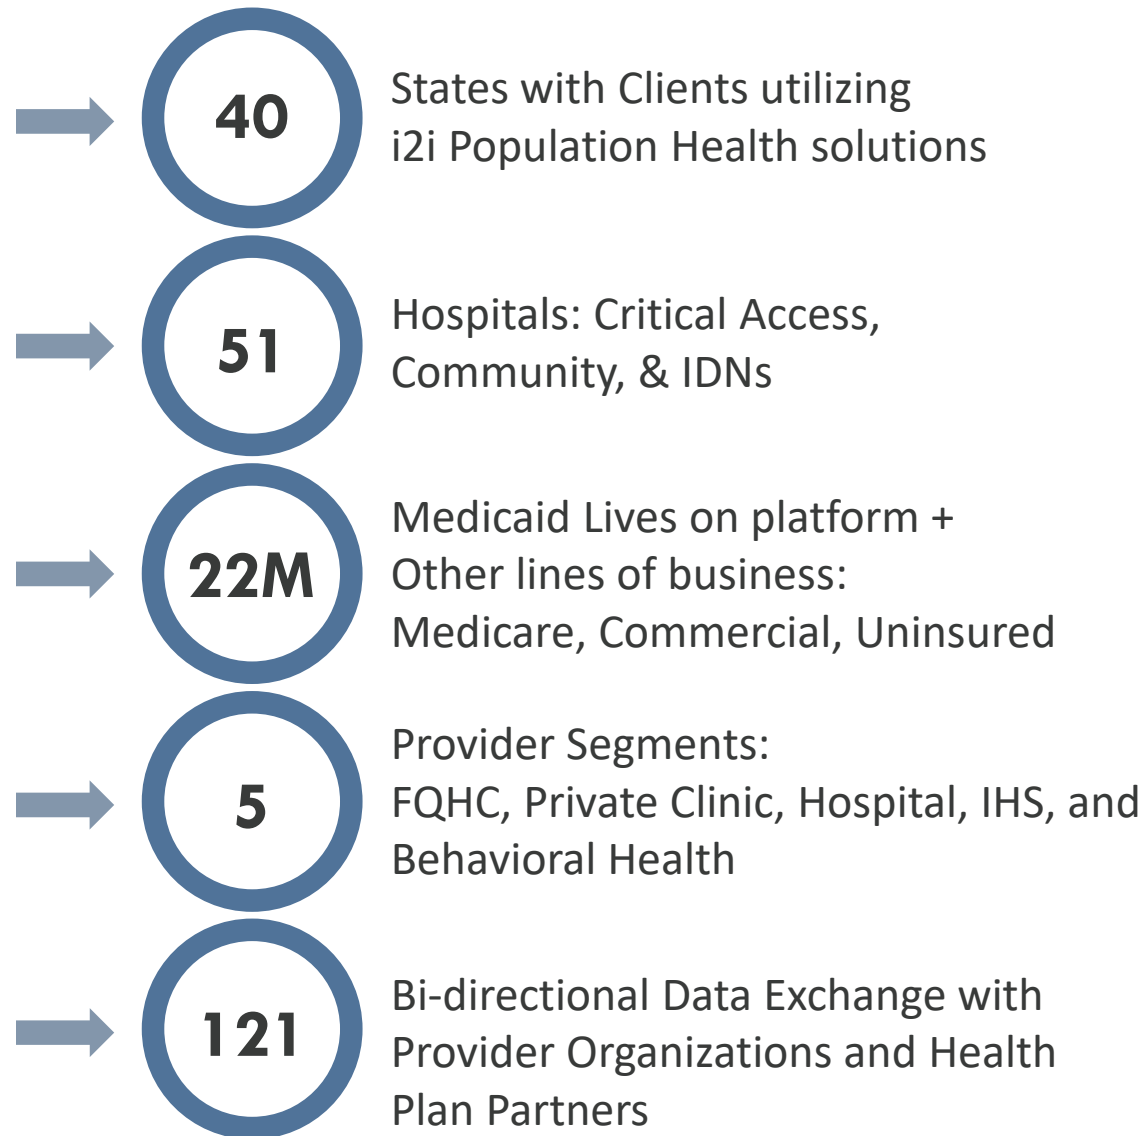 40
States with Clients utilizing
i2i Population Health solutions
51
Hospitals: Critical Access,
Community, & IDNs
22M
Medicaid Lives on platform +
Other lines of business:
Medicare, Commercial, Uninsured
5
Provider Segments:
FQHC, Private Clinic, Hospital, IHS, and
Behavioral Health
121
Bi-directional Data Exchange with
Provider Organizations and Health
Plan Partners